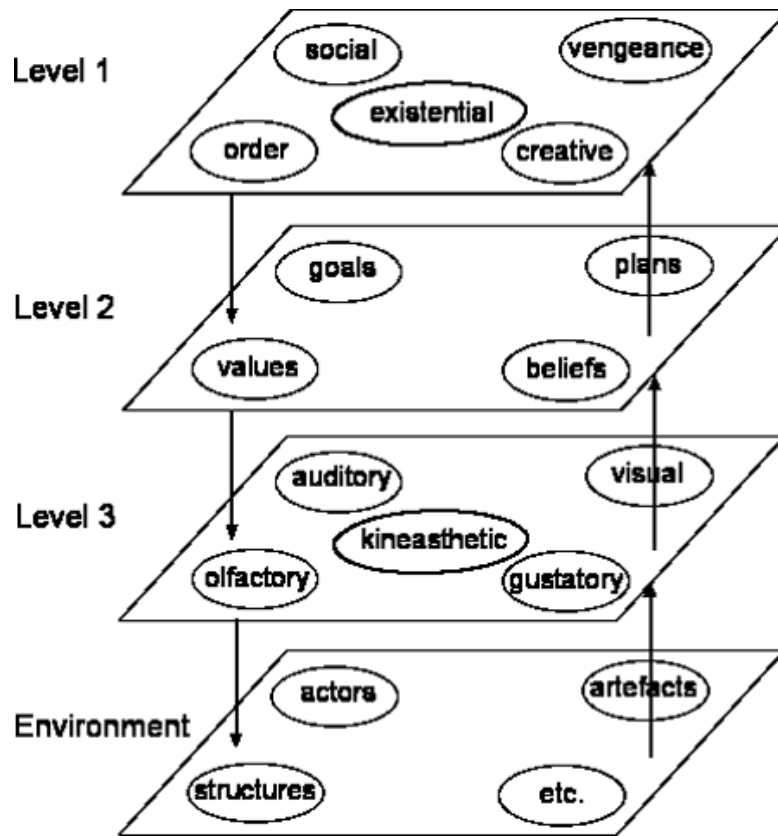 social
vengeance
Level 1
existential
order
creative
goals
plans
Level 2
values
beliefs
auditory
visual
Level 3
kineasthetic
olfactory
gustatory
actors
artefacts
Environment
structures
etc.